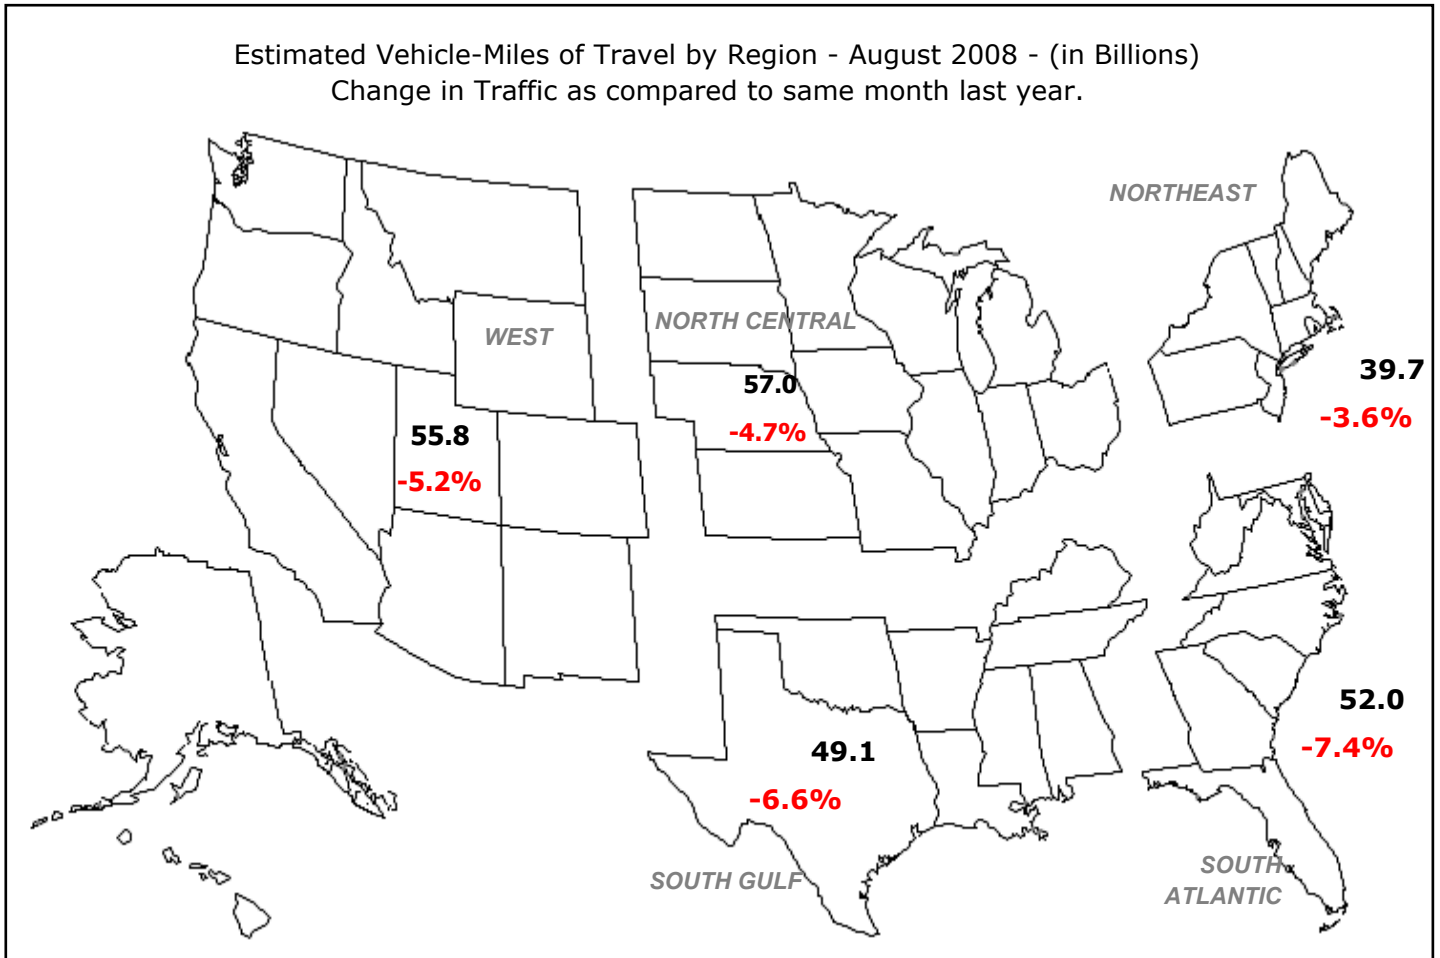 Estimated Vehicle-Miles of Travel by Region - August 2008 - (in Billions)
Change in Traffic as compared to same month last year.
NORTHEAST
39.7
-3.6%
WEST
55.8
-5.2%
NORTH CENTRAL
57.0
-4.7%
49.1
-6.6%
SOUTH GULF
52.0
-7.4%
SOUTH
ATLANTIC